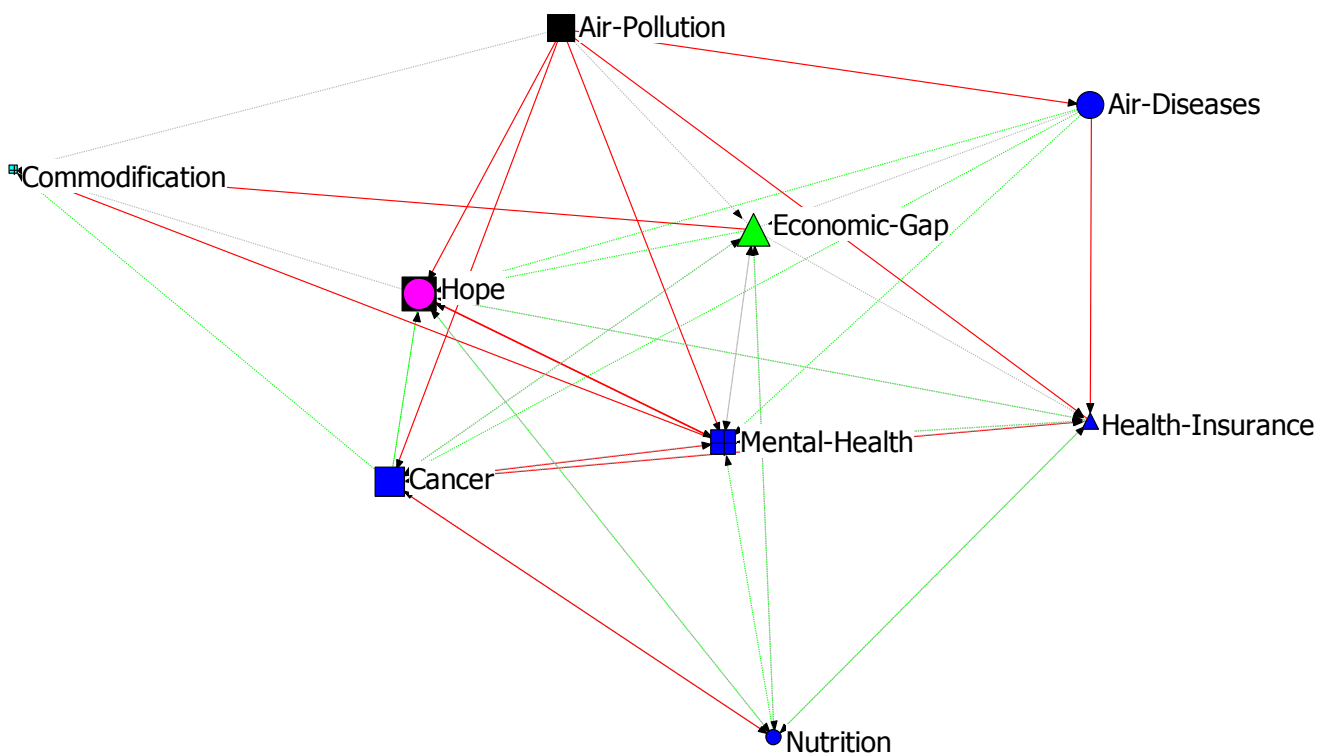 Air-Pollution
Air-Diseases
Commodification
Economic-Gap
Hope
Health-Insurance
Mental-Health
Cancer
Nutrition